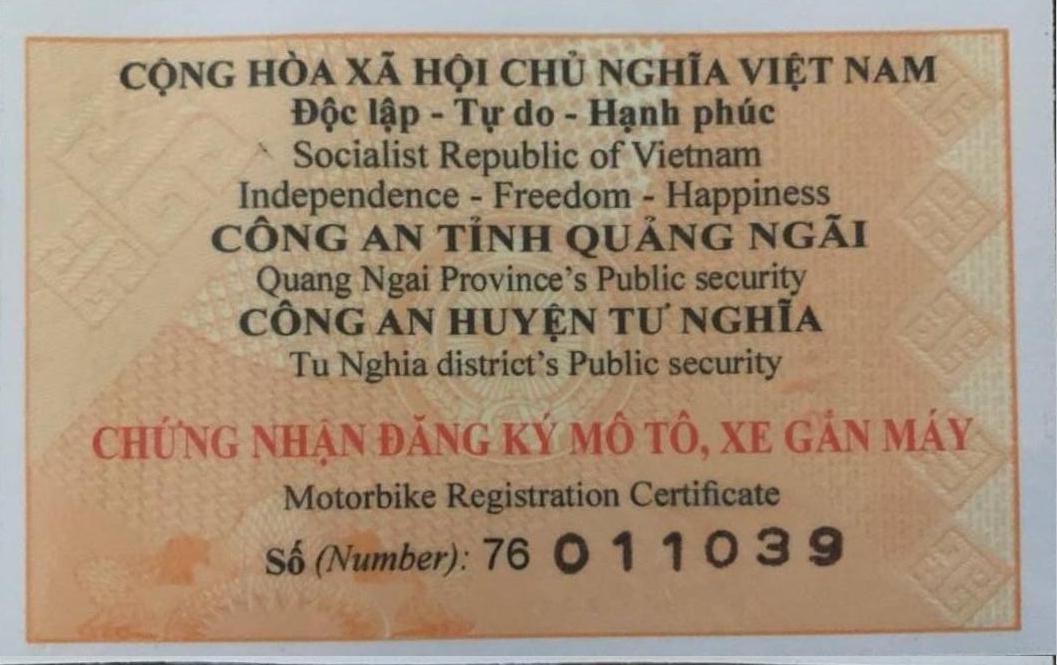 CỘNG HÒA XÃ HỘI CHỦ NGHĨA VIỆT NAM
Độc lập - Tự do - Hạnh phúc
Socialist Republic of Vietnam
Independence - Freedom - Happiness
CÔNG AN TỈNH QUẢNG NGÃI
Quang Ngai Province's Public security
CÔNG AN HUYỆN TƯ NGHĨA
Tu Nghia district's Public security
CHỨNG NHẬN ĐĂNG KÝ MÔ TÔ, XE GẮN MÁY
Motorbike Registration Certificate
Số (Number): 76 011039